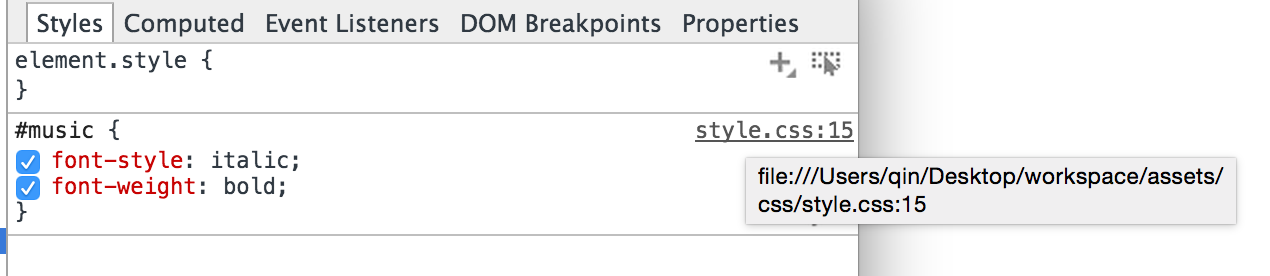 Styles Computed Event Listeners DOM Breakpoints Properties
element.style {
}
#music {
style.css:15
font-style: italic;
font-weight: bold;
}
file:///Users/qin/Desktop/workspace/assets/
css/style.css:15